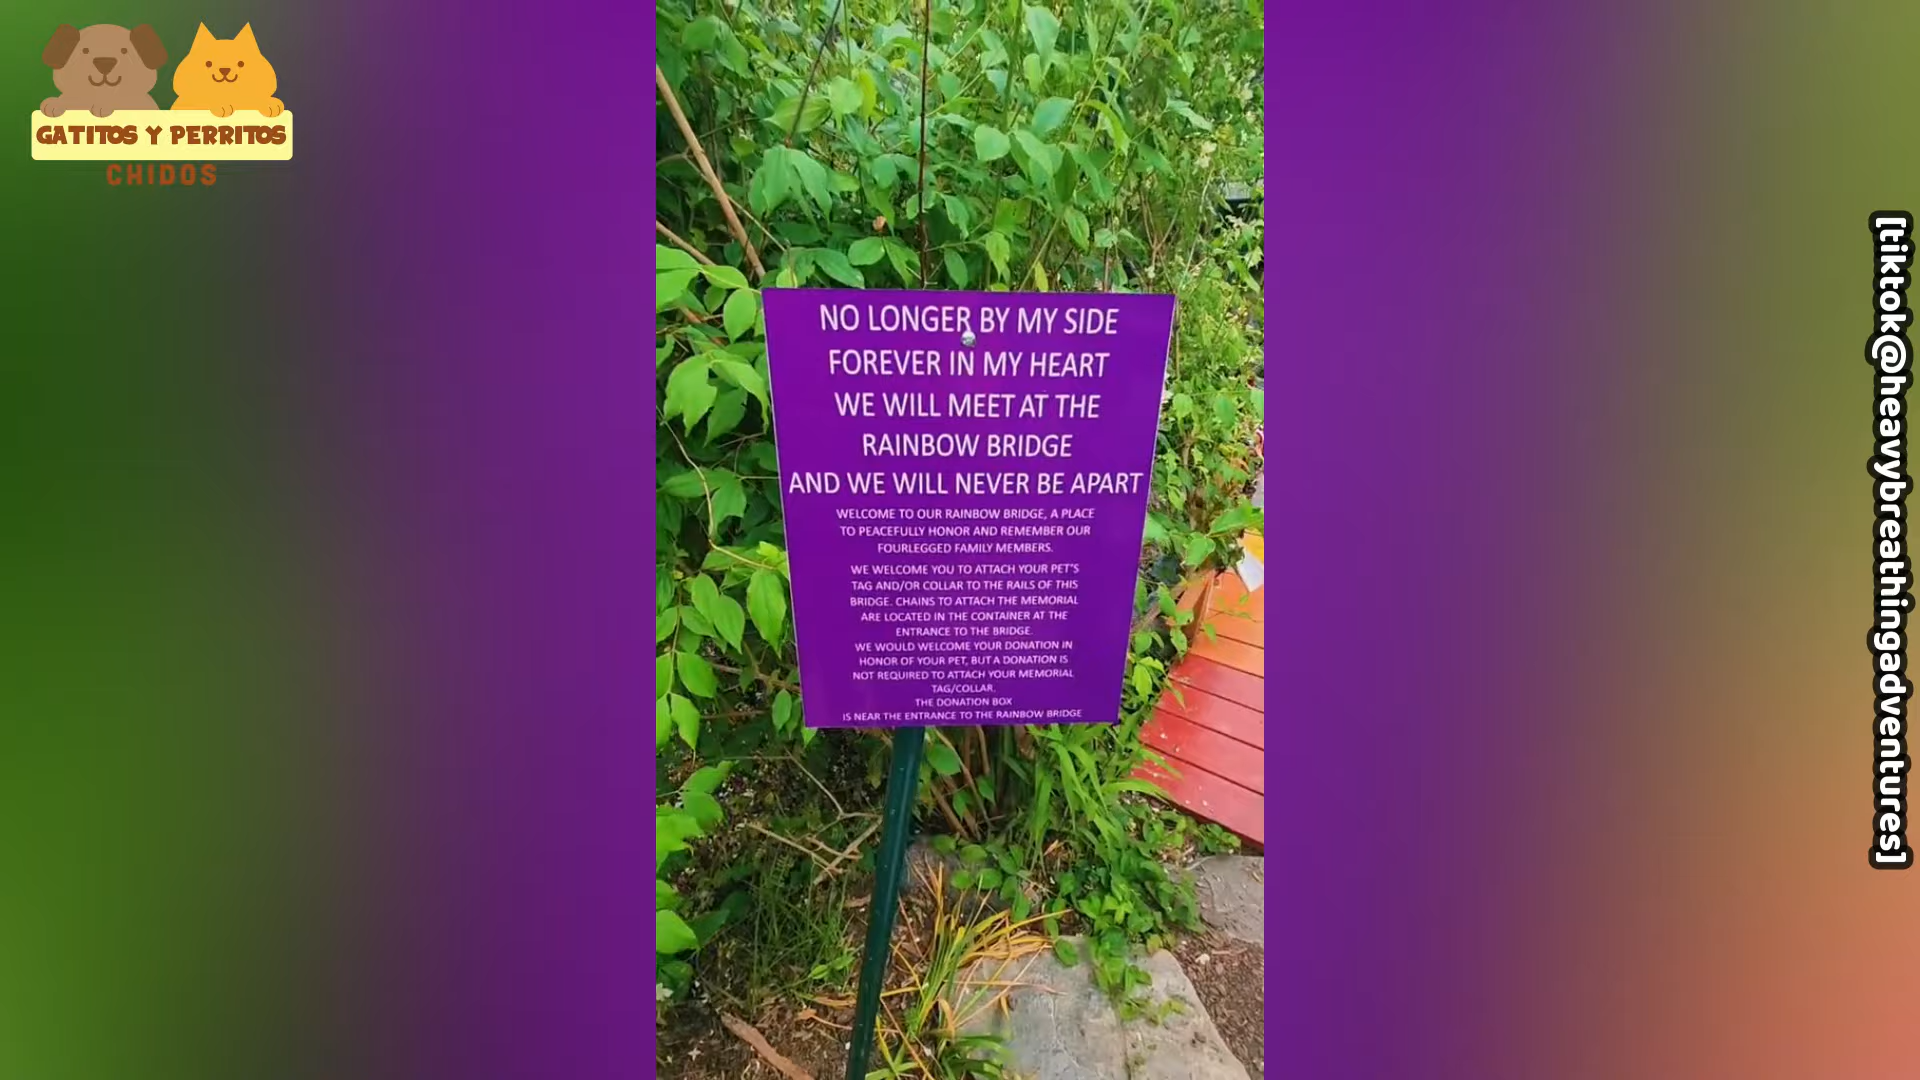 GATITOS Y PERRITOS
CHIDOS
NO LONGER BY MY SIDE
FOREVER IN MY HEART
WE WILL MEET AT THE
RAINBOW BRIDGE
AND WE WILL NEVER BE APART
WELCOME TO OUR RAINBOW BRIDGE, A PLACE
TO PEACEFULLY HONOR AND REMEMBER OUR
FOURLEGGED FAMILY MEMBERS.
WE WELCOME YOU TO ATTACH YOUR PET'S
TAG AND/OR COLLAR TO THE RAILS OF THIS
BRIDGE. CHAINS TO ATTACH THE MEMORIAL
ARE LOCATED IN THE CONTAINER AT THE
ENTRANCE TO THE BRIDGE.
WE WOULD WELCOME YOUR DONATION IN
HONOR OF YOUR PET, BUT A DONATION IS
NOT REQUIRED TO ATTACH YOUR MEMORIAL
TAG/COLLAR.
THE DONATION BOX
IS NEAR THE ENTRANCE TO THE RAINBOW BRIDGE
[tiktok@heavybreathingadventures]